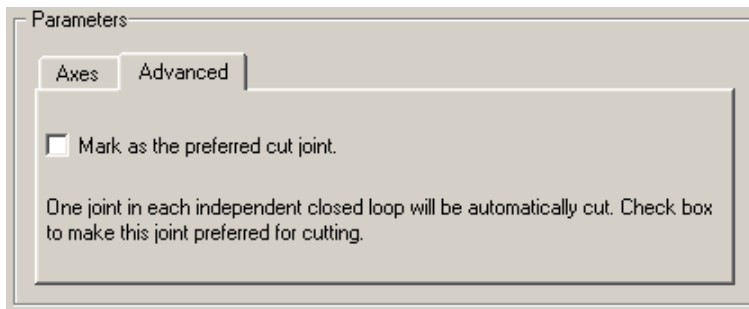 Parameters
Axes Advanced
Mark as the preferred cut joint.
One joint in each independent closed loop will be automatically cut. Check box
to make this joint preferred for cutting.